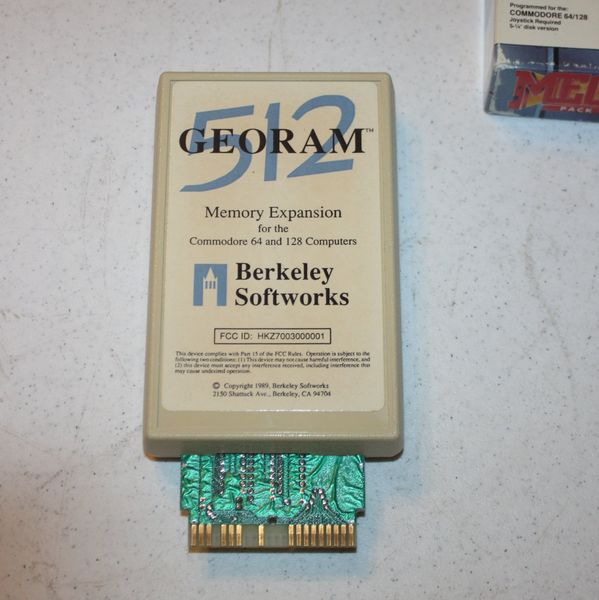 Programmed for the:
COMMODORE 64/128
Joystick Required
5-¼" disk version
PACK
512
GEORAM™
Memory Expansion
for the
Commodore 64 and 128 Computers
Berkeley
Softworks
FCC ID: HKZ7003000001
This device complies with Part 15 of the FCC Rules. Operation is subject to the
following two conditions: (1) This device may not cause harmful interference, and
(2) this device must accept any interference received, including interference that
may cause undesired operation.
© Copyright 1989, Berkeley Softworks
2150 Shattuck Ave., Berkeley, CA 94704